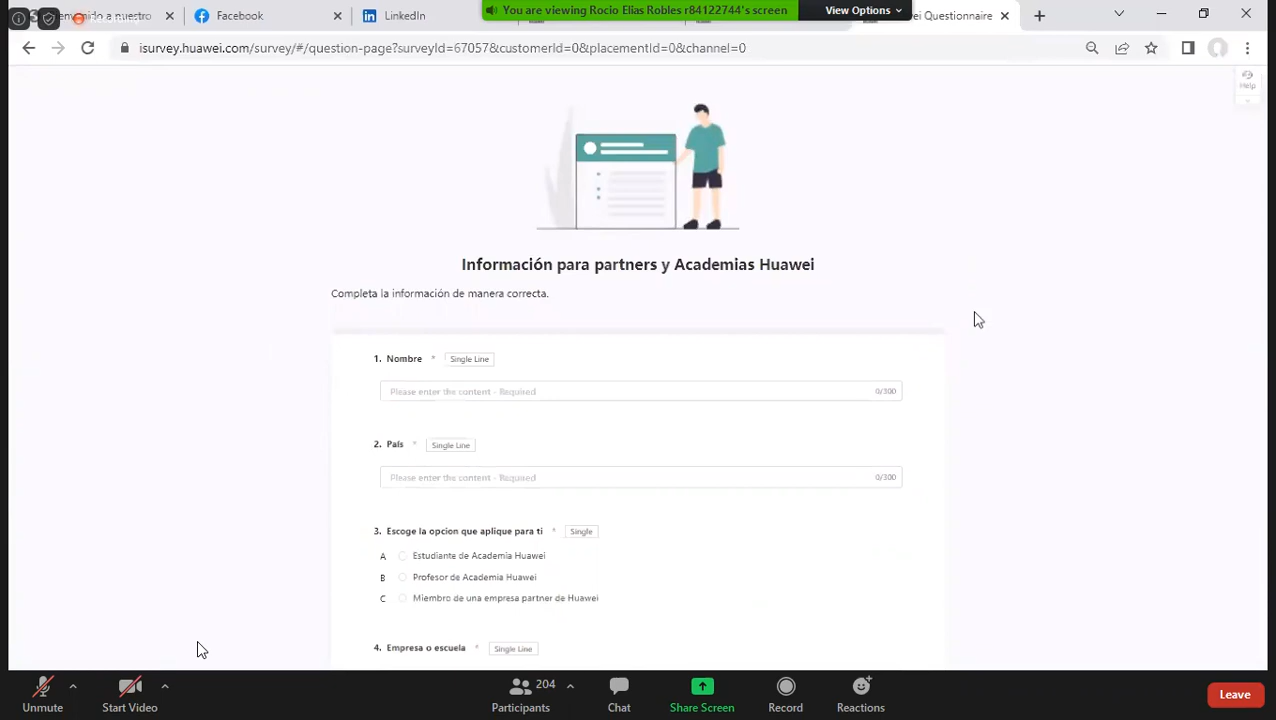 nido a nuestro
Facebook
LinkedIn
You are viewing Rocio Elias Robles r84122744's screen
View Options
ei Questionnaire
isurvey.huawei.com/survey/#/question-page?surveyId=67057&customerId=0&placementId=0&channel=0
Help
Información para partners y Academias Huawei
Completa la información de manera correcta.
1. Nombre * Single Line
Please enter the content - Required 0/300
2. País * Single Line
Please enter the content - Required 0/300
3. Escoge la opcion que aplique para ti * Single
A Estudiante de Academia Huawei
B Profesor de Academia Huawei
C Miembro de una empresa partner de Huawei
4. Empresa o escuela * Single Line
Unmute
Start Video
204
Participants
Chat
Share Screen
Record
Reactions
Leave